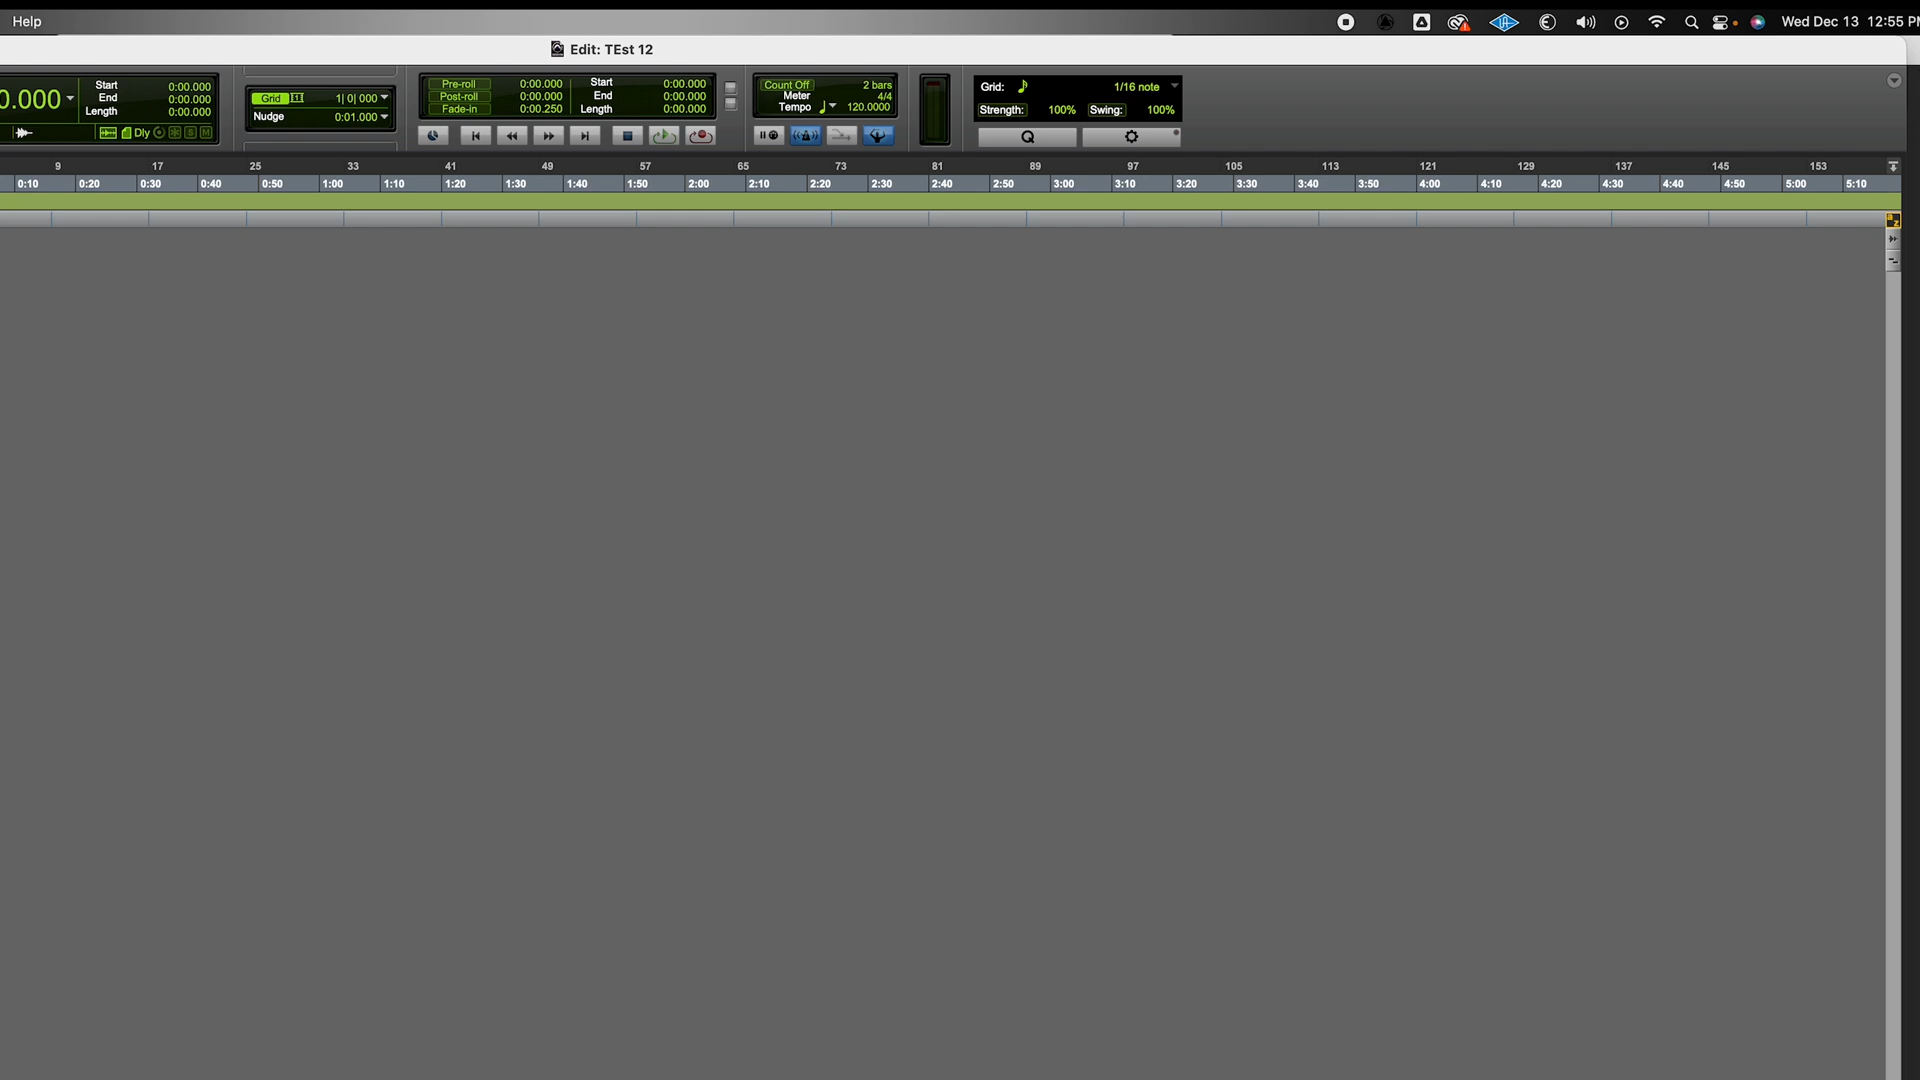 Help
Wed Dec 13 12:55 P
Edit: TEst 12
0.000
Start 0:00.000
End 0:00.000
Length 0:00.000
Dly S M
Grid 1| 0| 000
Nudge 0:01.000
Pre-roll 0:00.000
Post-roll 0:00.000
Fade-in 0:00.250
Start 0:00.000
End 0:00.000
Length 0:00.000
Count Off 2 bars
Meter 4/4
Tempo 120.0000
Grid: 1/16 note
Strength: 100% Swing: 100%
Q
9 17 25 33 41 49 57 65 73 81 89 97 105 113 121 129 137 145 153
0:10 0:20 0:30 0:40 0:50 1:00 1:10 1:20 1:30 1:40 1:50 2:00 2:10 2:20 2:30 2:40 2:50 3:00 3:10 3:20 3:30 3:40 3:50 4:00 4:10 4:20 4:30 4:40 4:50 5:00 5:10
a z